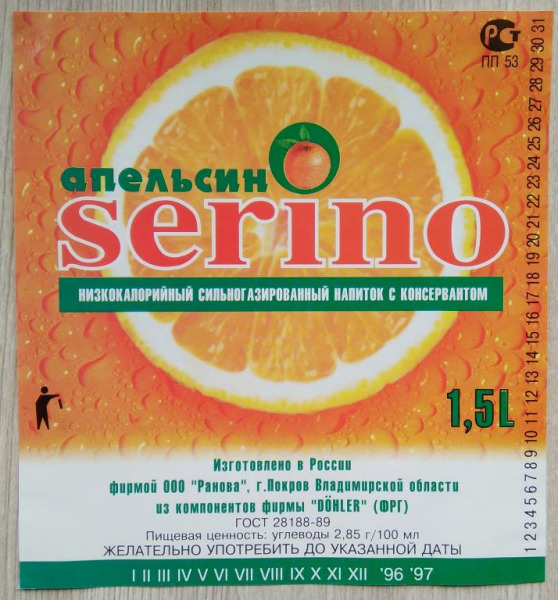 РСТ
ПП 53
апельсин
serino
НИЗКОКАЛОРИЙНЫЙ СИЛЬНОГАЗИРОВАННЫЙ НАПИТОК С КОНСЕРВАНТОМ
1,5L
Изготовлено в России
фирмой ООО "Ранова", г.Покров Владимирской области
из компонентов фирмы "DÖHLER" (ФРГ)
ГОСТ 28188-89
Пищевая ценность: углеводы 2,85 г/100 мл
ЖЕЛАТЕЛЬНО УПОТРЕБИТЬ ДО УКАЗАННОЙ ДАТЫ
I II III IV V VI VII VIII IX X XI XII '96 '97
1 2 3 4 5 6 7 8 9 10 11 12 13 14 15 16 17 18 19 20 21 22 23 24 25 26 27 28 29 30 31